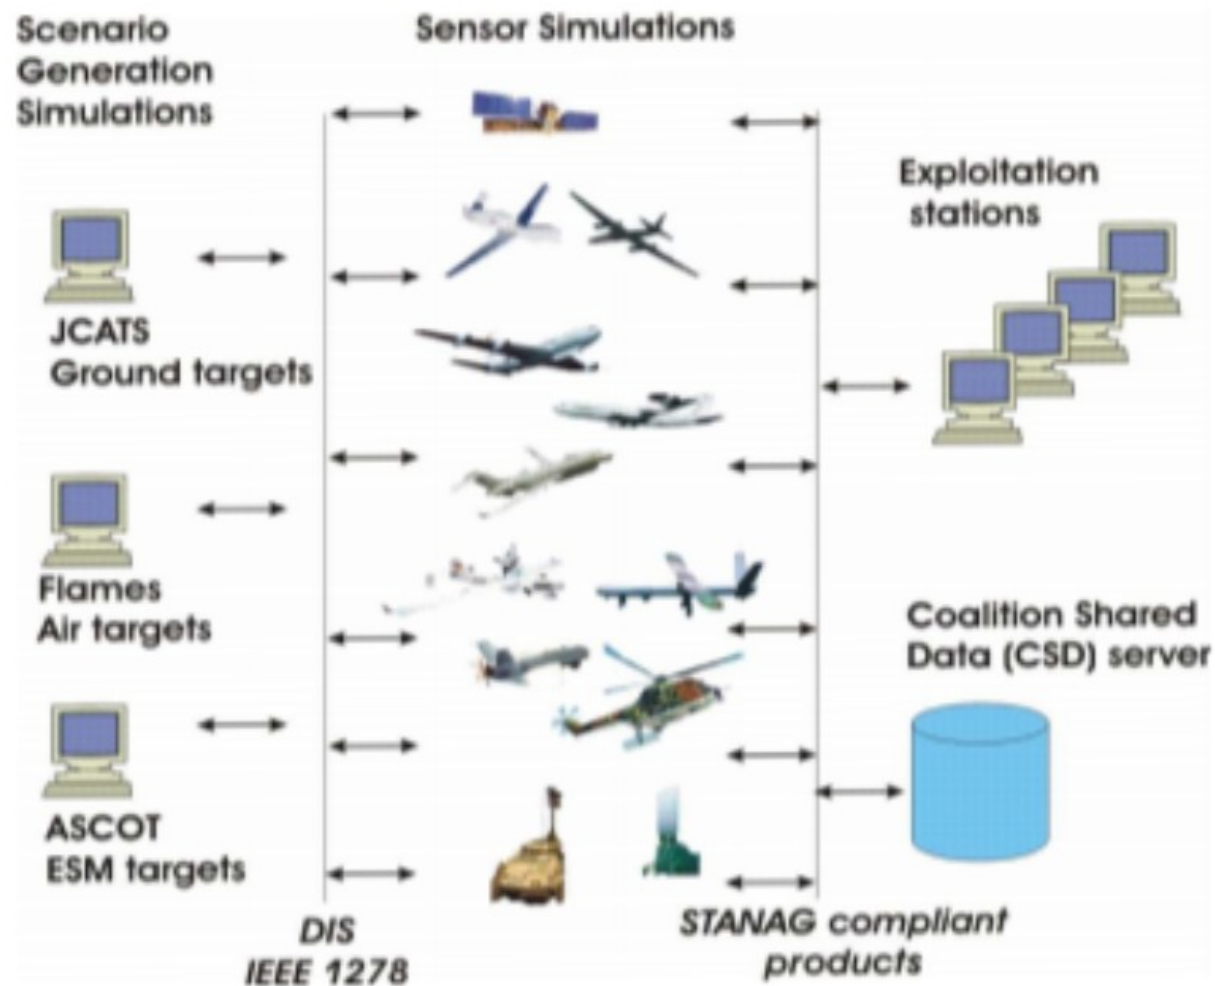 Scenario
Generation
Simulations
Sensor Simulations
Exploitation
stations
JCATS
Ground targets
Flames
Air targets
Coalition Shared
Data (CSD) server
ASCOT
ESM targets
DIS
IEEE 1278
STANAG compliant
products